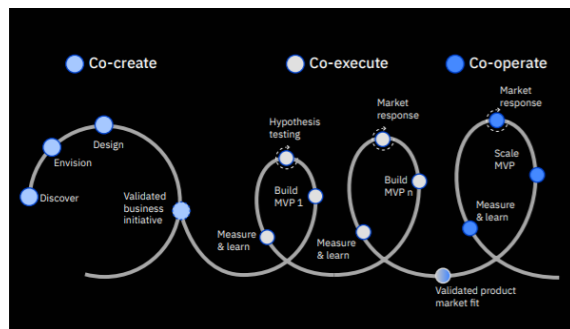 Co-create
Co-execute
Co-operate
Discover
Envision
Design
Validated
business
initiative
Hypothesis
testing
Build
MVP 1
Measure
& learn
Market
response
Build
MVP n
Measure
& learn
Validated product
market fit
Market
response
Scale
MVP
Measure
& learn